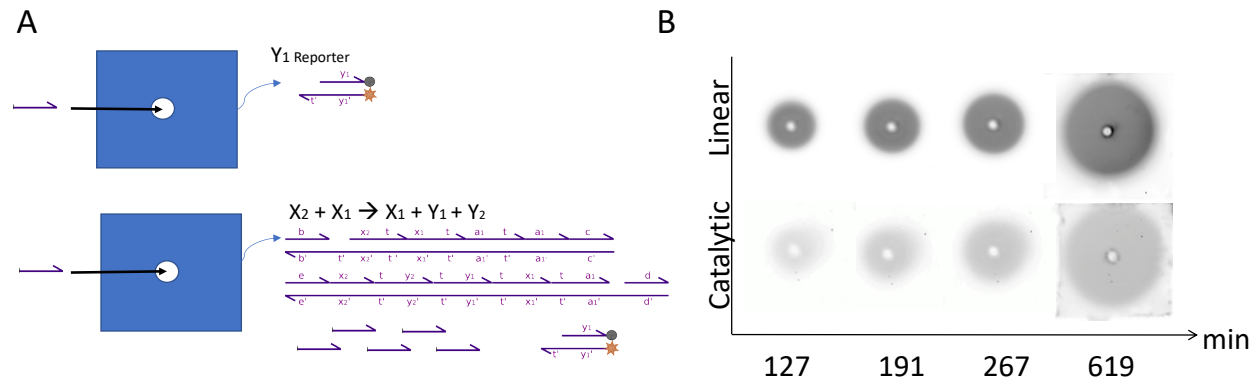 A
Y1 Reporter
y1
t' y1'
X2 + X1 → X1 + Y1 + Y2
b x2 t x1 t a1 t a1 c
b' t' x2' t' x1' t' a1' t' a1' c'
e x2 t y2 t y1 t x1 t a1 d
e' x2' t' y2' t' y1' t' x1' t' a1' d'
y1
t' y1'
B
Linear
Catalytic
min
127 191 267 619